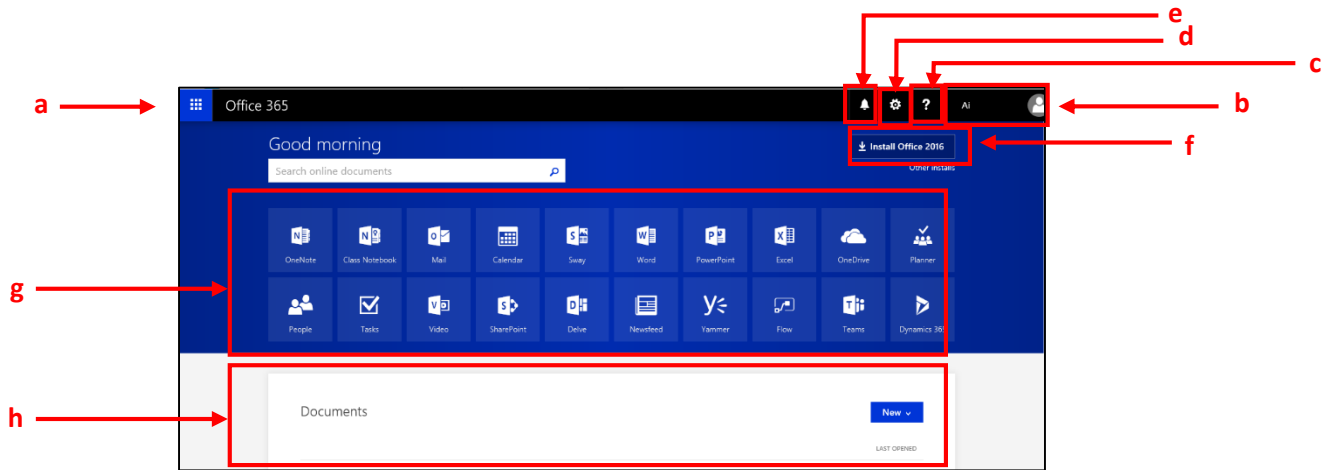 e
d
c
a
Office 365
?
Ai
b
Good morning
Install Office 2016
f
Search online documents
Other installs
OneNote Class Notebook Mail Calendar Sway Word PowerPoint Excel OneDrive Planner
g
People Tasks Video SharePoint Delve Newsfeed Yammer Flow Teams Dynamics 365
Documents
New
h
LAST OPENED